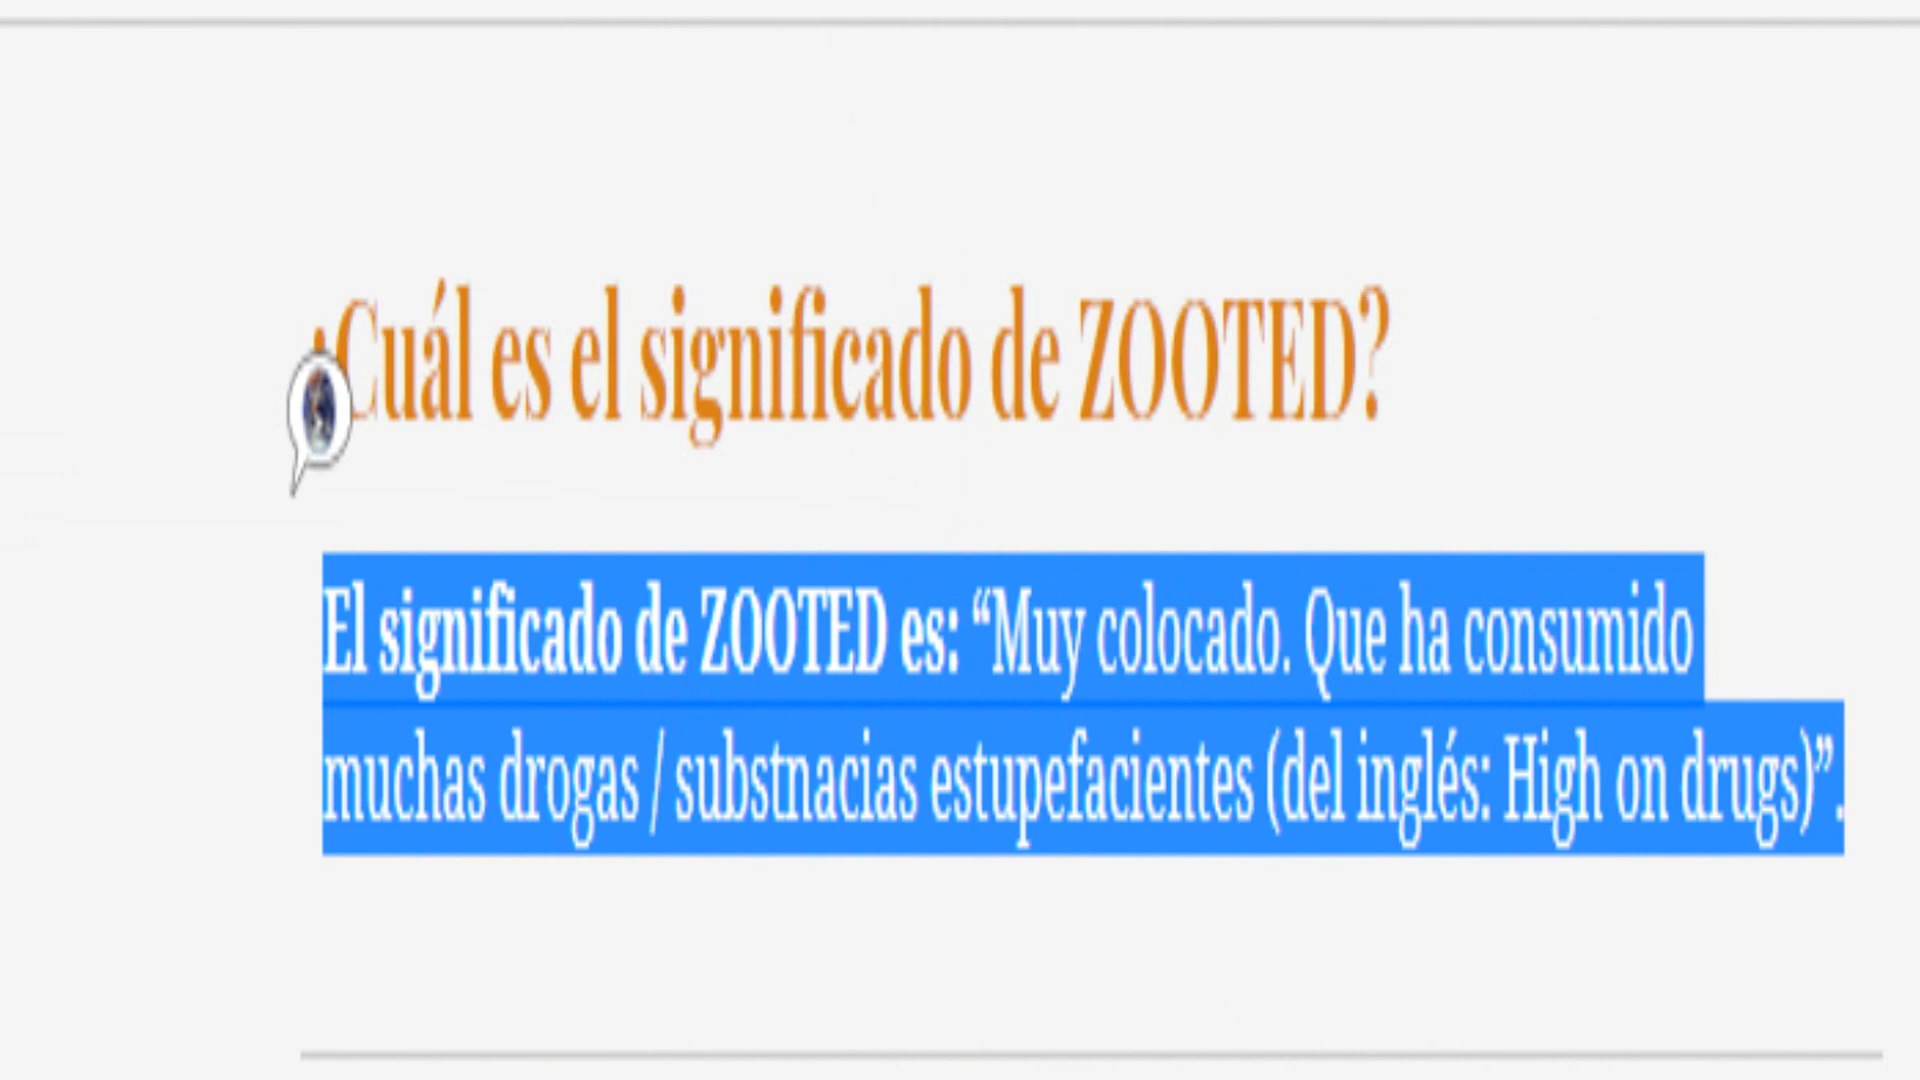 ¿Cuál es el significado de ZOOTED?
El significado de ZOOTED es: “Muy colocado. Que ha consumido
muchas drogas / substnacias estupefacientes (del inglés: High on drugs)”.